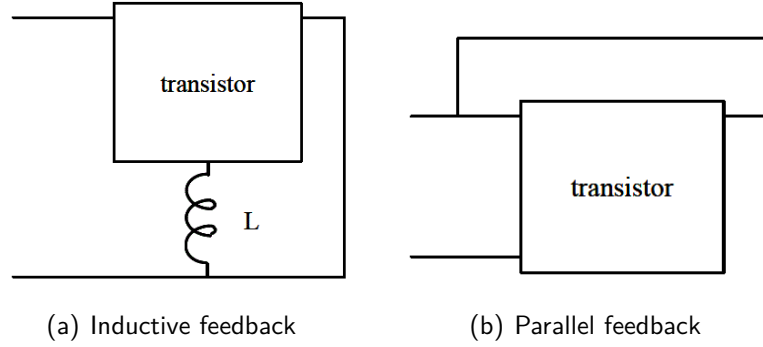 transistor
L
transistor
(a) Inductive feedback
(b) Parallel feedback